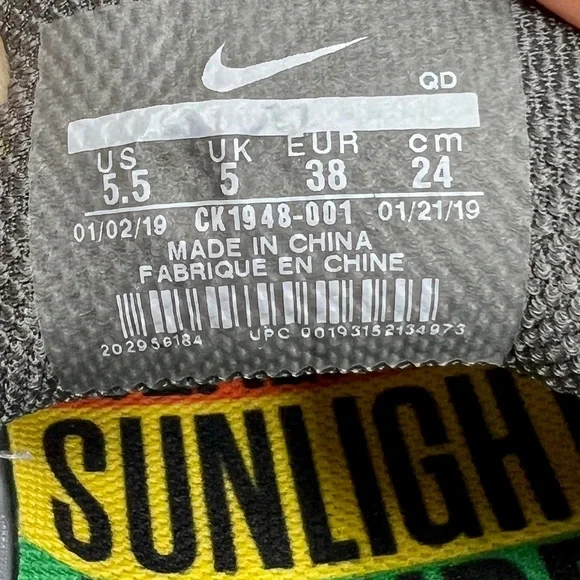 QD
US UK EUR cm
5.5 5 38 24
01/02/19 CK1948-001 01/21/19
MADE IN CHINA
FABRIQUE EN CHINE
202959184 UPC 00193152134973
SUNLIGH